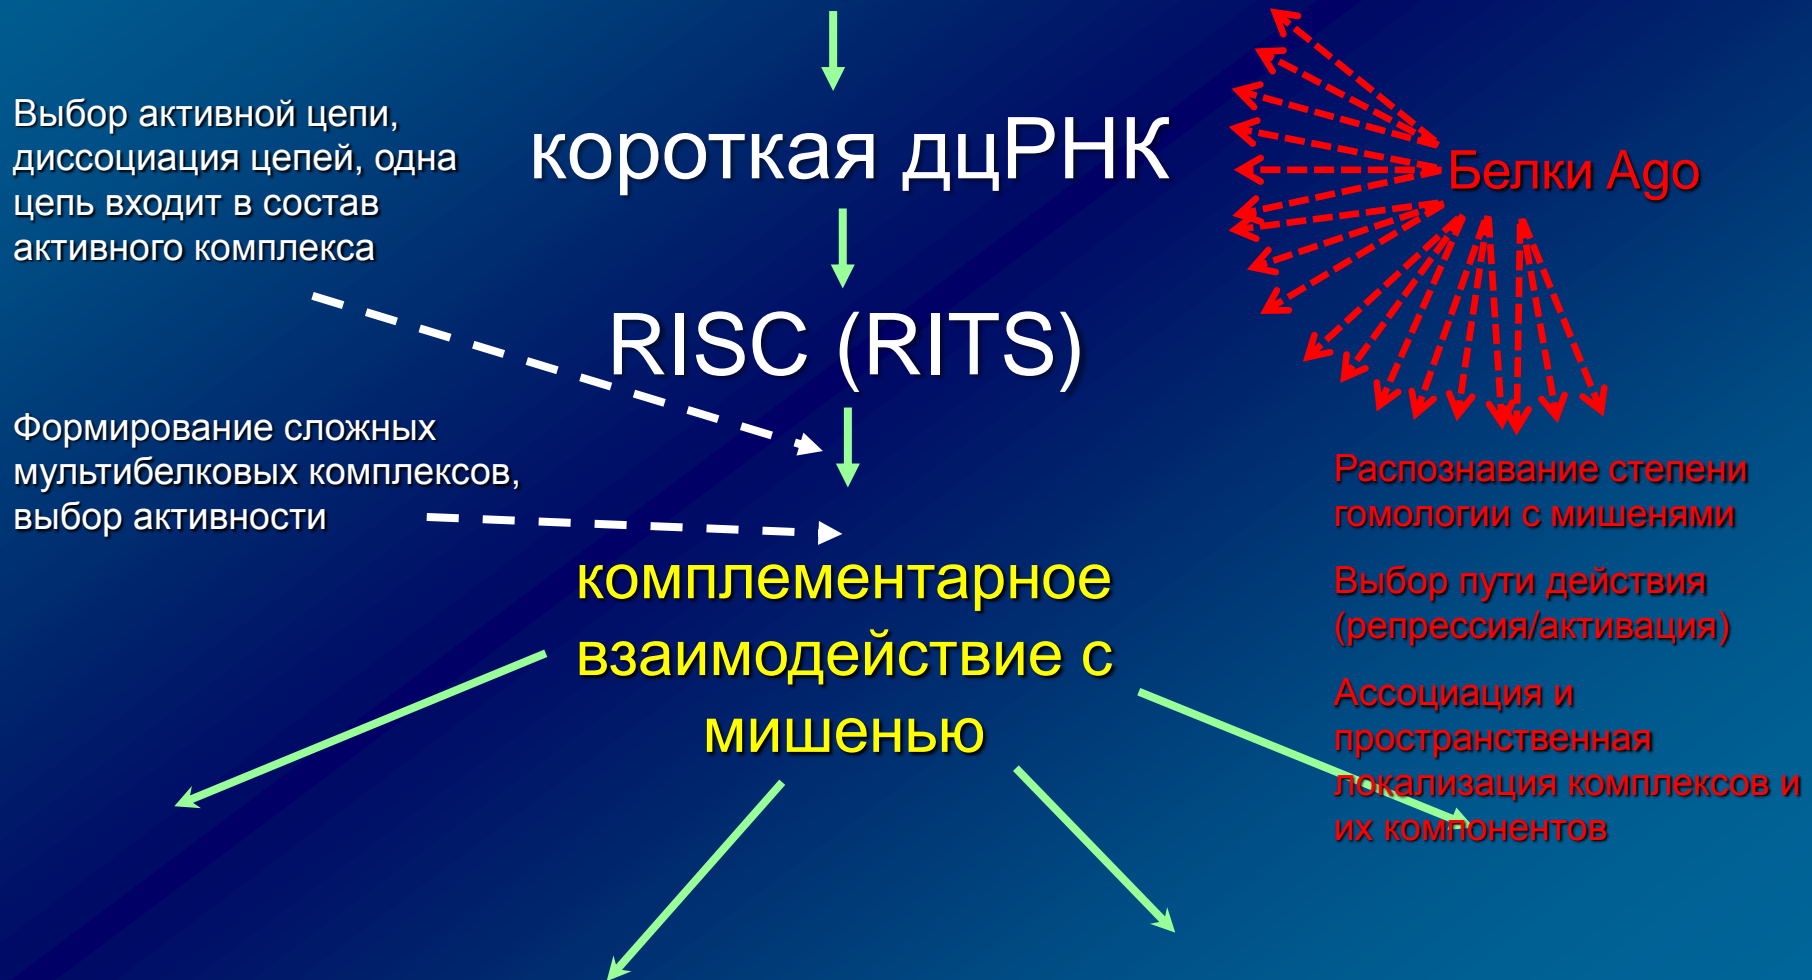 Выбор активной цепи,
диссоциация цепей, одна
цепь входит в состав
активного комплекса
короткая дцРНК
Белки Ago
RISC (RITS)
Формирование сложных
мультибелковых комплексов,
выбор активности
комплементарное
взаимодействие с
мишенью
Распознавание степени
гомологии с мишенями
Выбор пути действия
(репрессия/активация)
Ассоциация и
пространственная
локализация комплексов и
их компонентов